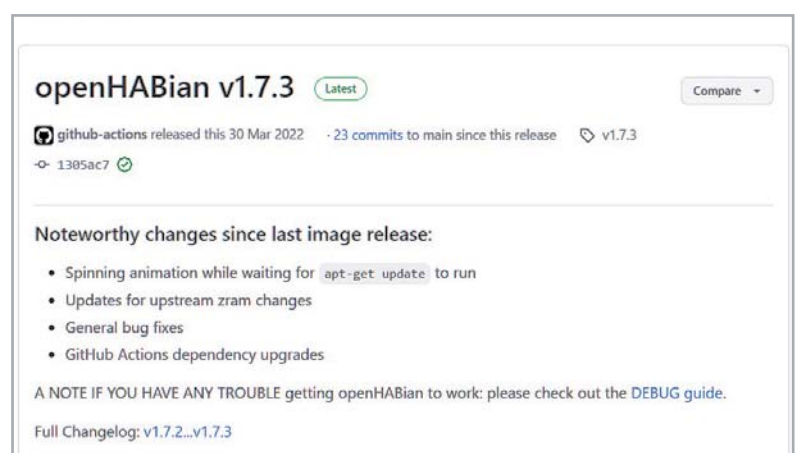 openHABian v1.7.3 Latest Compare
github-actions released this 30 Mar 2022 · 23 commits to main since this release v1.7.3
1305ac7
Noteworthy changes since last image release:
• Spinning animation while waiting for apt-get update to run
• Updates for upstream zram changes
• General bug fixes
• GitHub Actions dependency upgrades
A NOTE IF YOU HAVE ANY TROUBLE getting openHABian to work: please check out the DEBUG guide.
Full Changelog: v1.7.2...v1.7.3